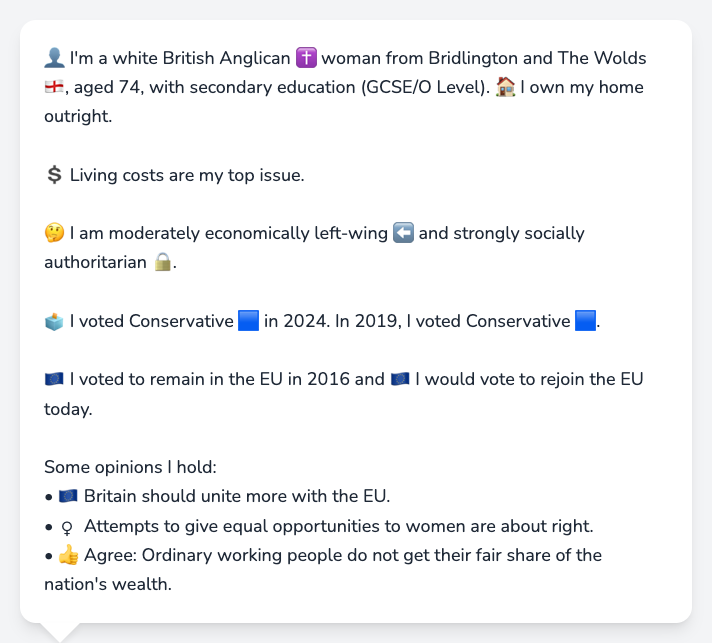 👤 I'm a white British Anglican ✝️ woman from Bridlington and The Wolds
🏴󠁧󠁢󠁥󠁮󠁧󠁿, aged 74, with secondary education (GCSE/O Level). 🏠 I own my home
outright.
💲 Living costs are my top issue.
🤔 I am moderately economically left-wing ⬅️ and strongly socially
authoritarian 🔒.
🗳️ I voted Conservative 🟦 in 2024. In 2019, I voted Conservative 🟦.
🇪🇺 I voted to remain in the EU in 2016 and 🇪🇺 I would vote to rejoin the EU
today.
Some opinions I hold:
• 🇪🇺 Britain should unite more with the EU.
• ♀ Attempts to give equal opportunities to women are about right.
• 👍 Agree: Ordinary working people do not get their fair share of the
nation's wealth.